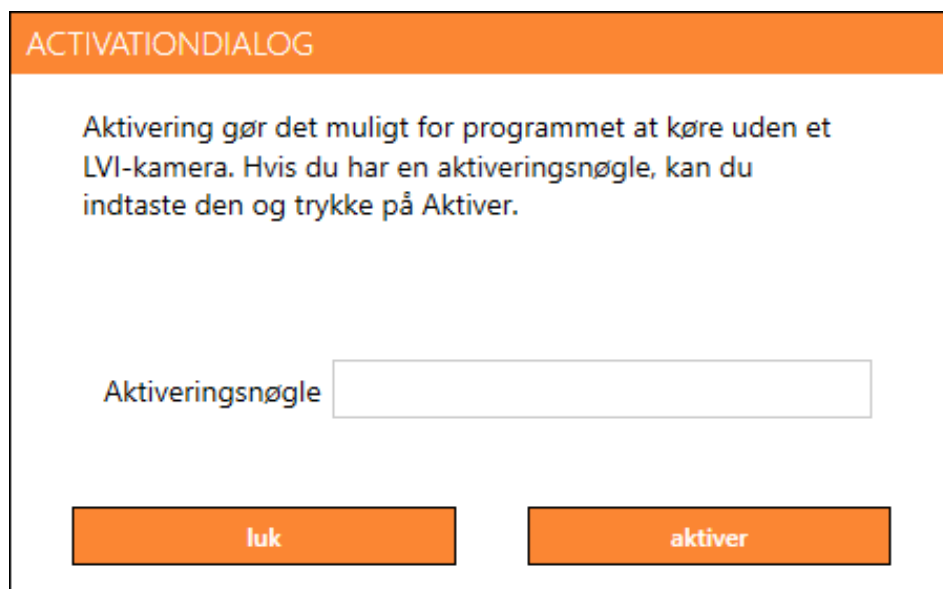 ACTIVATIONDIALOG
Aktivering gør det muligt for programmet at køre uden et
LVI-kamera. Hvis du har en aktiveringsnøgle, kan du
indtaste den og trykke på Aktiver.
Aktiveringsnøgle
luk
aktiver